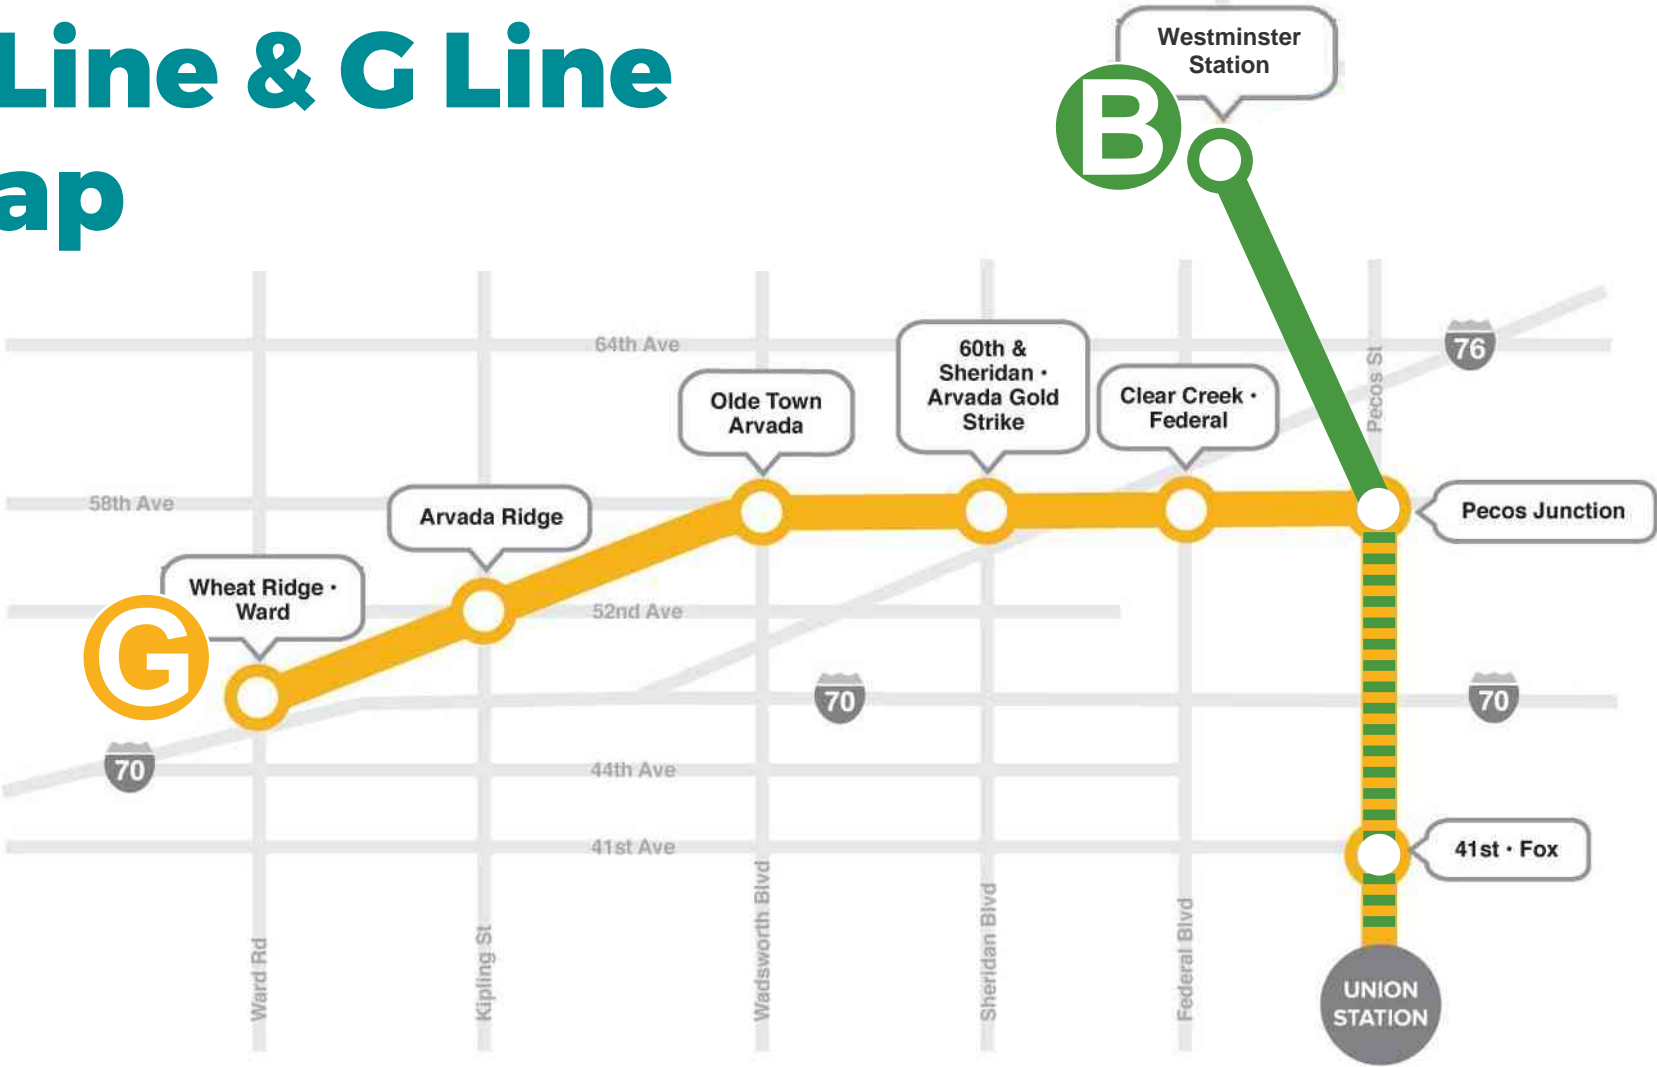 Line & G Line
ap
Westminster
Station
B
64th Ave
76
Pecos St
60th &
Sheridan •
Arvada Gold
Strike
Clear Creek •
Federal
Olde Town
Arvada
58th Ave
Arvada Ridge
Pecos Junction
Wheat Ridge •
Ward
G
52nd Ave
70
70
70
44th Ave
41st Ave
41st • Fox
Ward Rd
Kipling St
Wadsworth Blvd
Sheridan Blvd
Federal Blvd
UNION
STATION